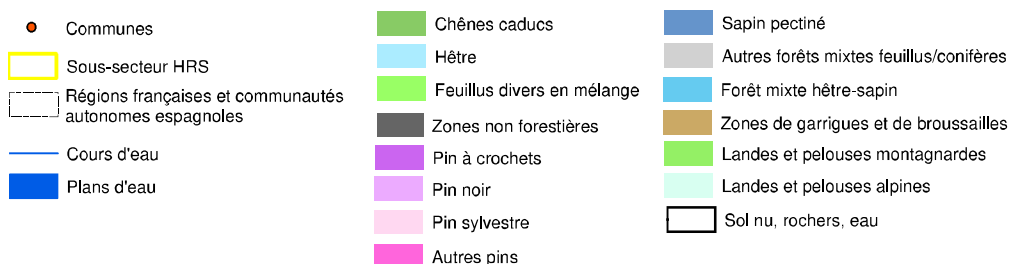 Communes
Sous-secteur HRS
Régions françaises et communautés
autonomes espagnoles
Cours d'eau
Plans d'eau
Chênes caducs
Hêtre
Feuillus divers en mélange
Zones non forestières
Pin à crochets
Pin noir
Pin sylvestre
Autres pins
Sapin pectiné
Autres forêts mixtes feuillus/conifères
Forêt mixte hêtre-sapin
Zones de garrigues et de broussailles
Landes et pelouses montagnardes
Landes et pelouses alpines
Sol nu, rochers, eau